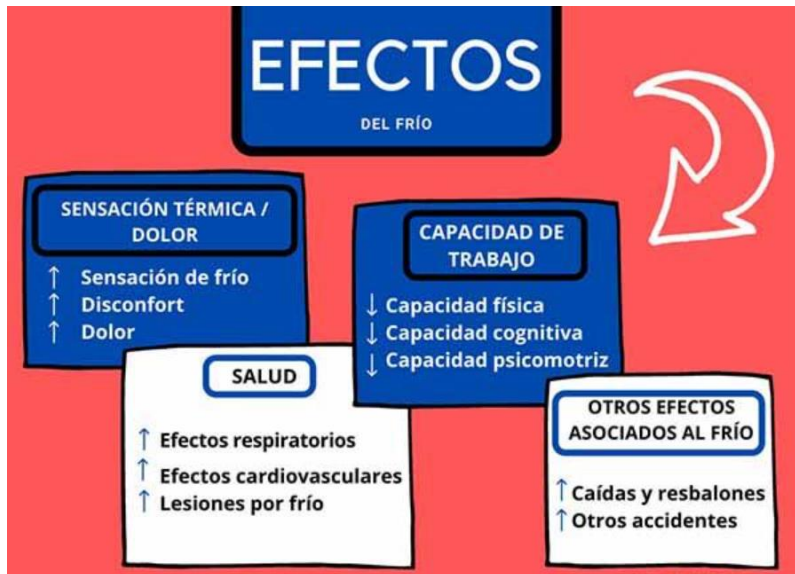 EFECTOS
DEL FRÍO
SENSACIÓN TÉRMICA /
DOLOR
↑ Sensación de frío
↑ Disconfort
↑ Dolor
CAPACIDAD DE
TRABAJO
↓ Capacidad física
↓ Capacidad cognitiva
↓ Capacidad psicomotriz
SALUD
↑ Efectos respiratorios
↑ Efectos cardiovasculares
↑ Lesiones por frío
OTROS EFECTOS
ASOCIADOS AL FRÍO
↑ Caídas y resbalones
↑ Otros accidentes